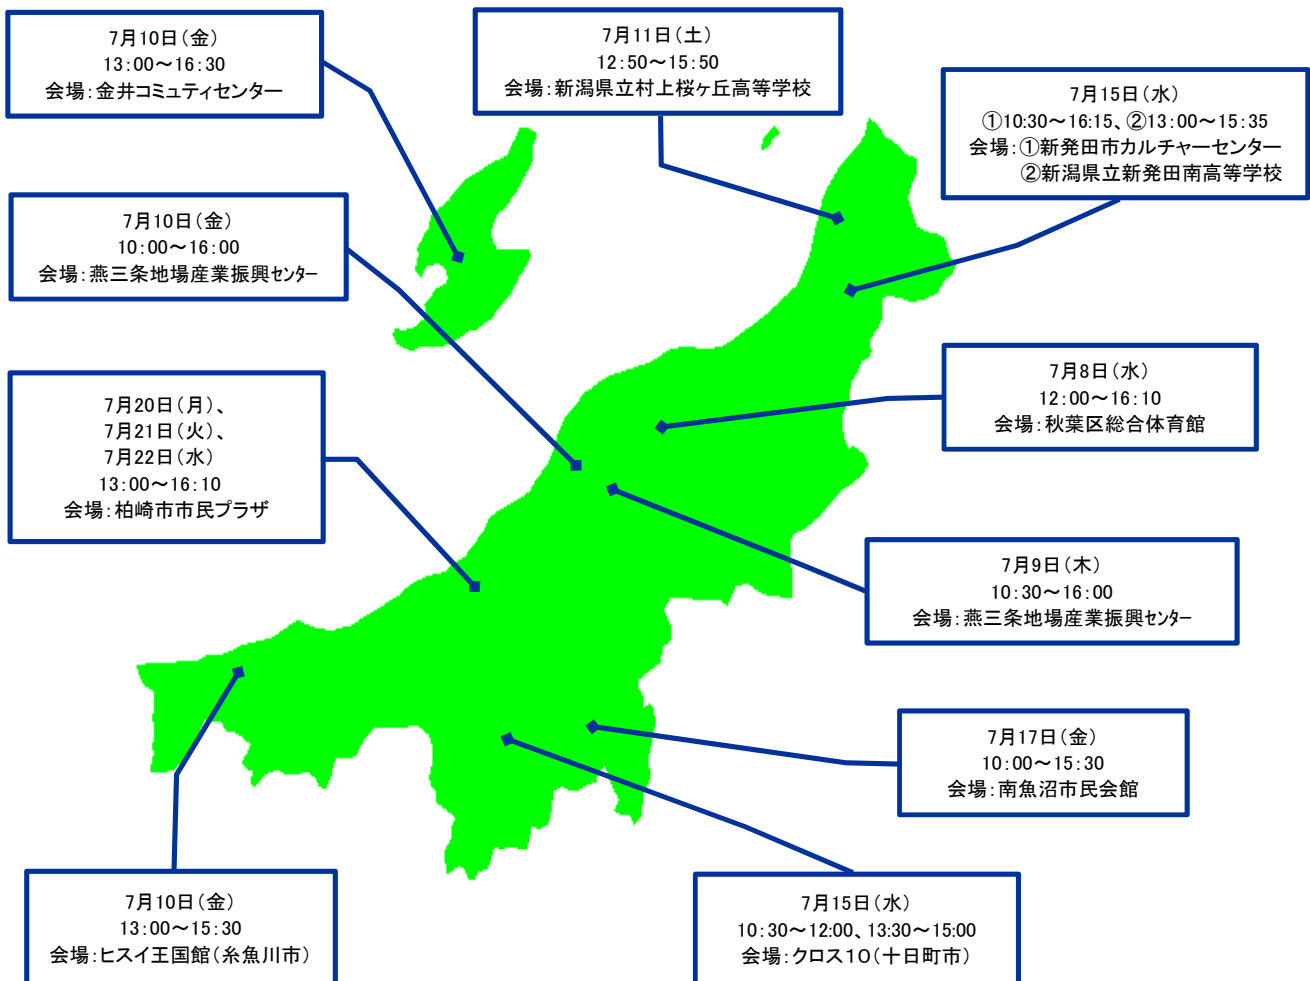 7月10日(金)
13:00～16:30
会場:金井コミュティセンター
7月11日(土)
12:50～15:50
会場:新潟県立村上桜ヶ丘高等学校
7月15日(水)
①10:30～16:15、②13:00～15:35
会場:①新発田市カルチャーセンター
②新潟県立新発田南高等学校
7月10日(金)
10:00～16:00
会場:燕三条地場産業振興ｾﾝﾀｰ
7月8日(水)
12:00～16:10
会場:秋葉区総合体育館
7月20日(月)、
7月21日(火)、
7月22日(水)
13:00～16:10
会場:柏崎市市民プラザ
7月9日(木)
10:30～16:00
会場:燕三条地場産業振興ｾﾝﾀｰ
7月17日(金)
10:00～15:30
会場:南魚沼市民会館
7月10日(金)
13:00～15:30
会場:ヒスイ王国館(糸魚川市)
7月15日(水)
10:30～12:00、13:30～15:00
会場:クロス１０(十日町市)